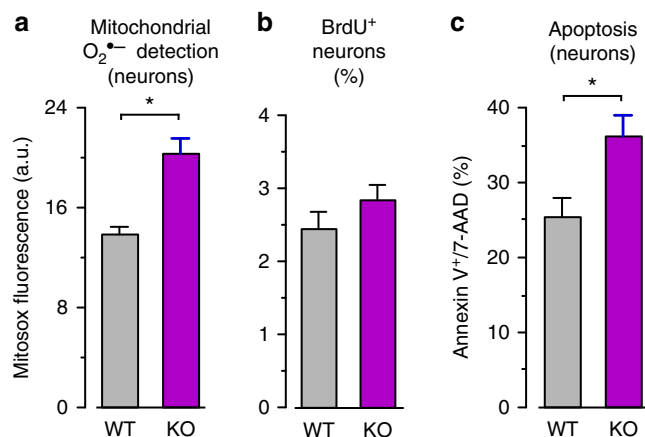 a
Mitochondrial
O₂•− detection
(neurons)
Mitosox fluorescence (a.u.)
24
16
8
0
*
WT
KO
b
BrdU⁺
neurons
(%)
4
3
2
1
0
WT
KO
c
Apoptosis
(neurons)
Annexin V⁺/7-AAD (%)
40
30
20
10
0
*
WT
KO